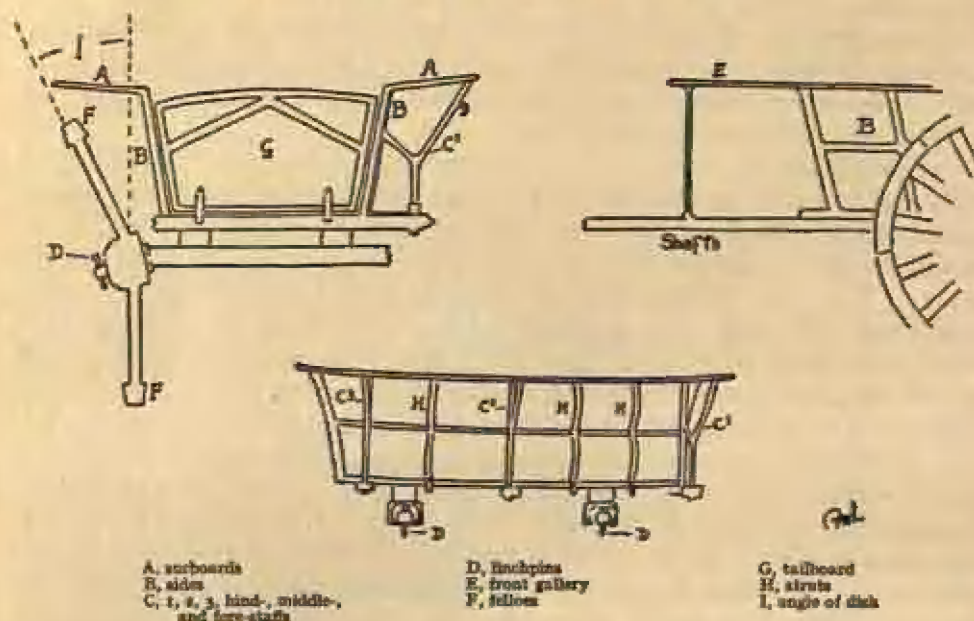 I
A
A
E
F
B
B
G
C¹
B
D
Shafts
F
C³
H
C²
H
H
C¹
D
D
A, surboards
B, sides
C, 1, 2, 3, hind-, middle-,
and fore-staffs
D, linchpins
E, front gallery
F, felloes
G, tailboard
H, struts
I, angle of dish